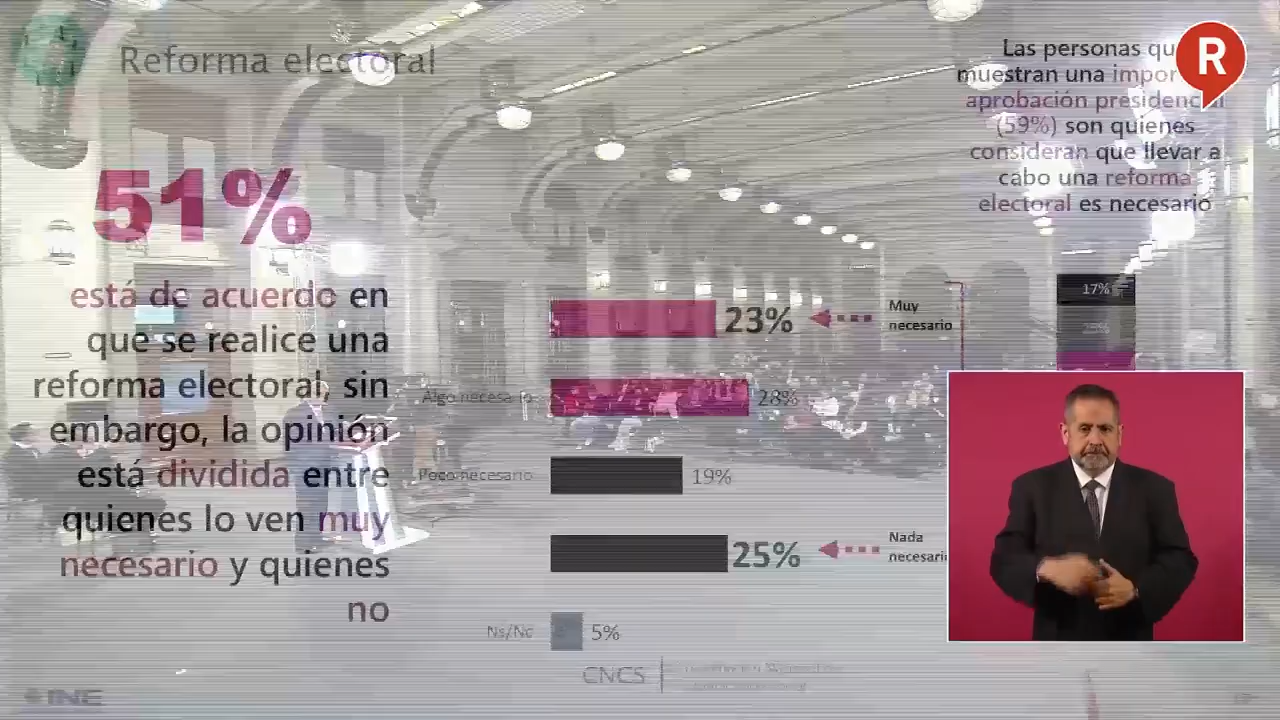 Reforma electoral
51%
está de acuerdo en
que se realice una
reforma electoral, sin
embargo, la opinión
está dividida entre
quienes lo ven muy
necesario y quienes
no
Las personas
muestran una
aprobación presidencial
(59%) son quienes
consideran que llevar a
cabo una reforma
electoral es necesario
R
23%
Muy
necesario
Algo necesario
28%
Poco necesario
19%
25%
Nada
Ns/Nc
5%
17%
CNCS
INE